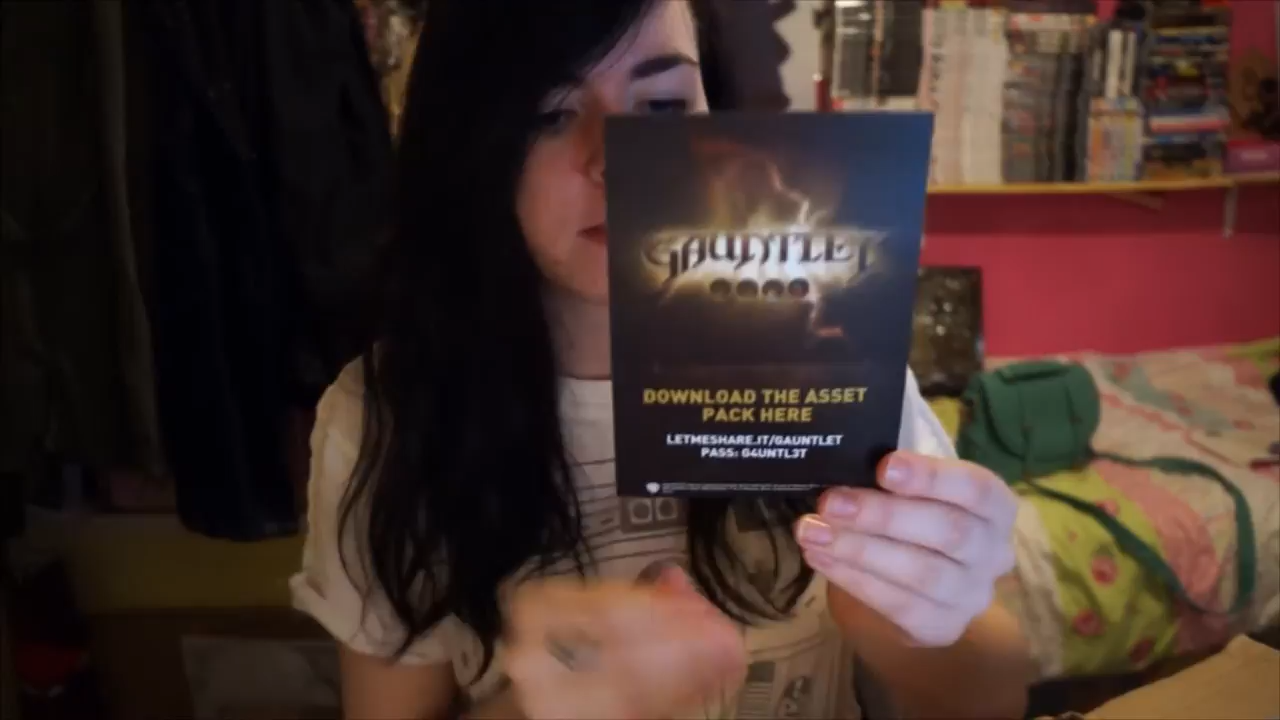 GAUNTLET
DOWNLOAD THE ASSET
PACK HERE
LETMESHARE.IT/GAUNTLET
PASS: G4UNTL3T